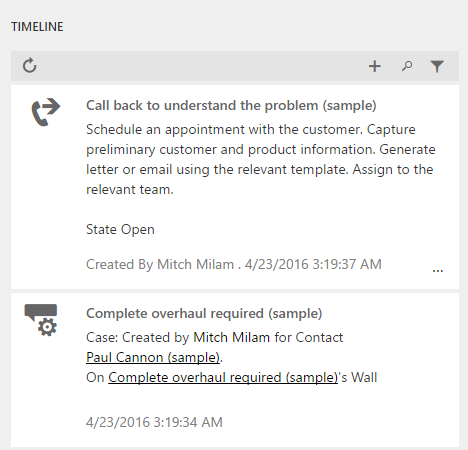 TIMELINE
Call back to understand the problem (sample)
Schedule an appointment with the customer. Capture
preliminary customer and product information. Generate
letter or email using the relevant template. Assign to the
relevant team.
State Open
Created By Mitch Milam . 4/23/2016 3:19:37 AM
...
Complete overhaul required (sample)
Case: Created by Mitch Milam for Contact
Paul Cannon (sample).
On Complete overhaul required (sample)'s Wall
4/23/2016 3:19:34 AM